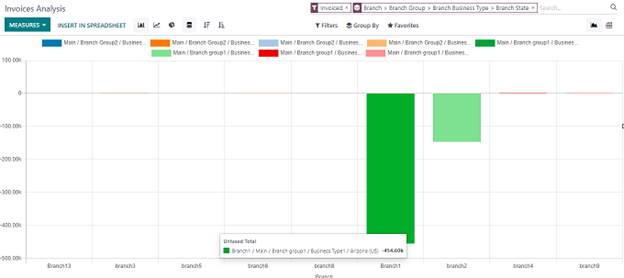 Invoices Analysis
Invoiced × Branch > Branch Group > Branch Business Type > Branch State × Search...
MEASURES INSERT IN SPREADSHEET Filters Group By Favorites
Main / Branch Group2 / Busines... Main / Branch Group2 / Busines... Main / Branch Group2 / Busines... Main / Branch Group2 / Busines... Main / Branch group1 / Busines...
Main / Branch group1 / Busines... Main / Branch group1 / Busines... Main / Branch group1 / Busines...
100.00k
0
-100.00k
-200.00k
-300.00k
-400.00k
-500.00k
Untaxed Total
Branch1 / Main / Branch group1 / Business Type1 / Arizona (US) -454.60k
Branch13 branch3 branch5 branch6 branch8 Branch1 branch2 branch4 branch9
Branch